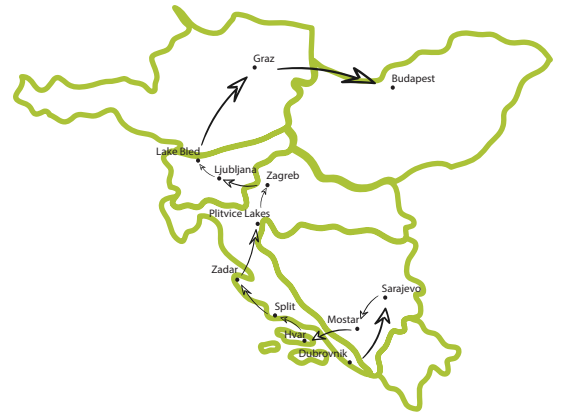 Graz
Budapest
Lake Bled
Ljubljana
Zagreb
Plitvice Lakes
Zadar
Sarajevo
Split
Mostar
Hvar
Dubrovnik